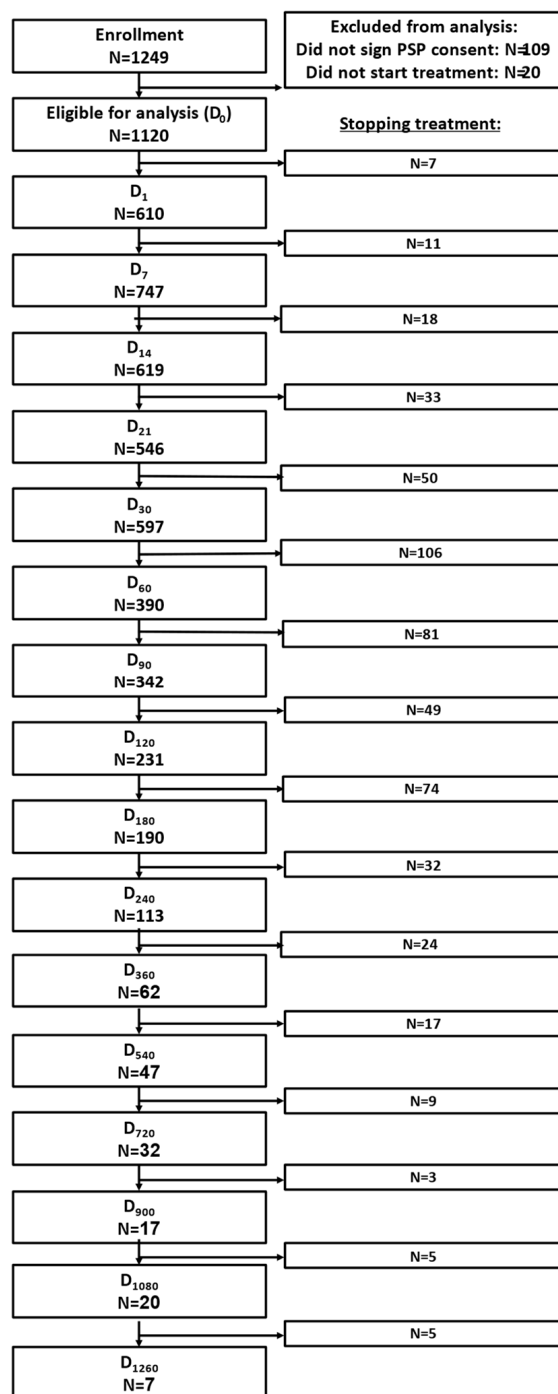 Enrollment
N=1249
Excluded from analysis:
Did not sign PSP consent: N=109
Did not start treatment: N=20
Eligible for analysis (D₀)
N=1120
Stopping treatment:
N=7
D₁
N=610
N=11
D₇
N=747
N=18
D₁₄
N=619
N=33
D₂₁
N=546
N=50
D₃₀
N=597
N=106
D₆₀
N=390
N=81
D₉₀
N=342
N=49
D₁₂₀
N=231
N=74
D₁₈₀
N=190
N=32
D₂₄₀
N=113
N=24
D₃₆₀
N=62
N=17
D₅₄₀
N=47
N=9
D₇₂₀
N=32
N=3
D₉₀₀
N=17
N=5
D₁₀₈₀
N=20
N=5
D₁₂₆₀
N=7